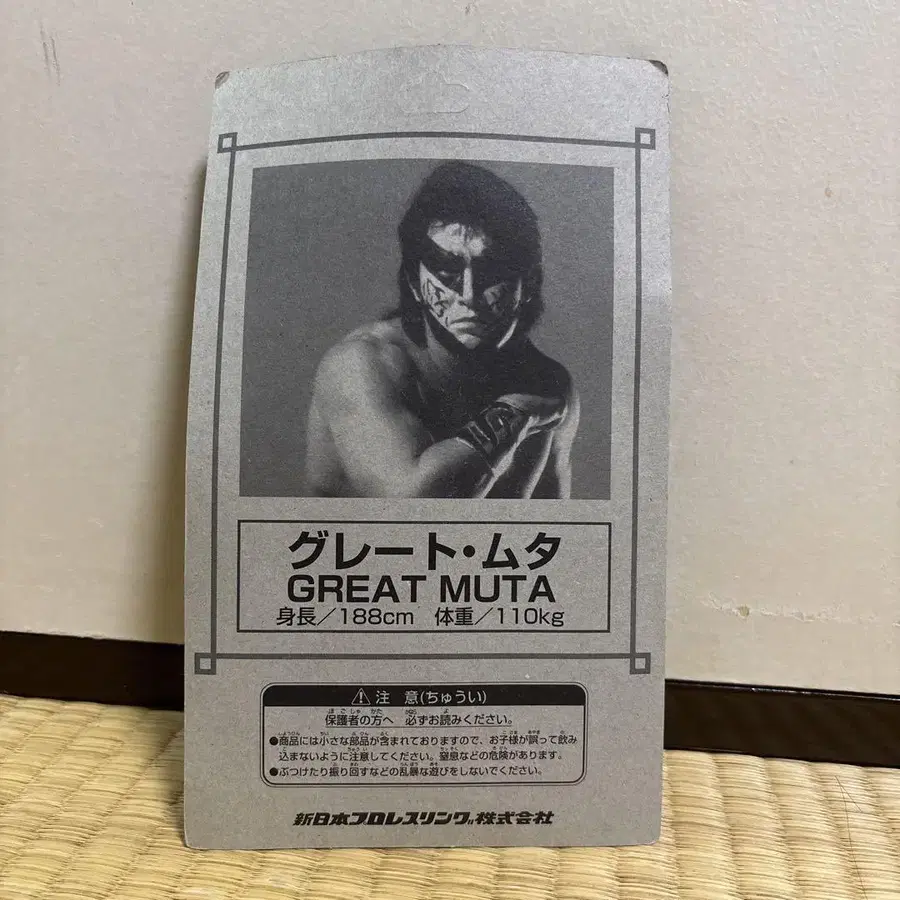 グレート・ムタ
GREAT MUTA
身長／188cm 体重／110kg
⚠注 意(ちゅうい)
保護者の方へ 必ずお読みください。
●商品には小さな部品が含まれておりますので、お子様が誤って飲み
込まないように注意してください。窒息などの危険があります。
●ぶつけたり振り回すなどの乱暴な遊びをしないでください。
新日本プロレスリング株式会社